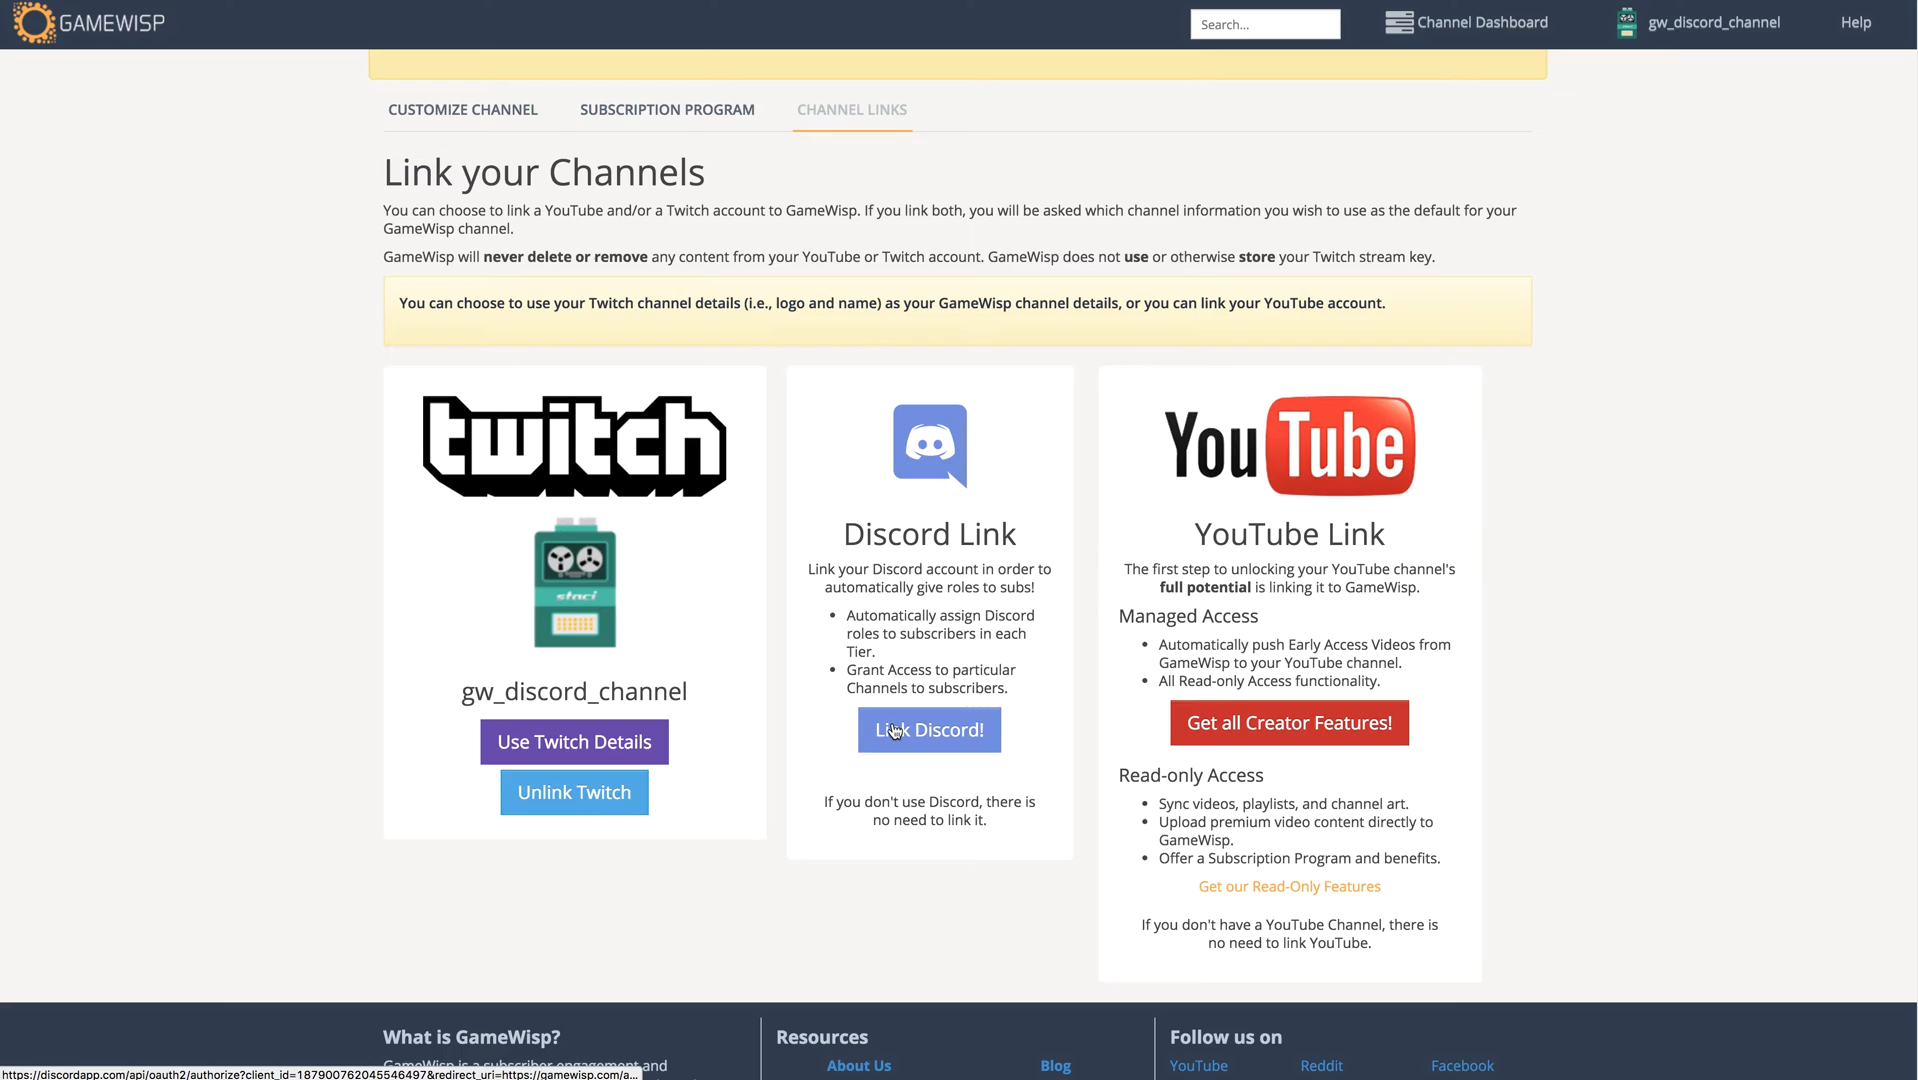 GAMEWISP
Search...
Channel Dashboard
gw_discord_channel
Help
CUSTOMIZE CHANNEL
SUBSCRIPTION PROGRAM
CHANNEL LINKS
Link your Channels
You can choose to link a YouTube and/or a Twitch account to GameWisp. If you link both, you will be asked which channel information you wish to use as the default for your
GameWisp channel.
GameWisp will never delete or remove any content from your YouTube or Twitch account. GameWisp does not use or otherwise store your Twitch stream key.
You can choose to use your Twitch channel details (i.e., logo and name) as your GameWisp channel details, or you can link your YouTube account.
twitch
staci
gw_discord_channel
Use Twitch Details
Unlink Twitch
Discord Link
Link your Discord account in order to
automatically give roles to subs!
• Automatically assign Discord
roles to subscribers in each
Tier.
• Grant Access to particular
Channels to subscribers.
Link Discord!
If you don't use Discord, there is
no need to link it.
YouTube
YouTube Link
The first step to unlocking your YouTube channel's
full potential is linking it to GameWisp.
Managed Access
• Automatically push Early Access Videos from
GameWisp to your YouTube channel.
• All Read-only Access functionality.
Get all Creator Features!
Read-only Access
• Sync videos, playlists, and channel art.
• Upload premium video content directly to
GameWisp.
• Offer a Subscription Program and benefits.
Get our Read-Only Features
If you don't have a YouTube Channel, there is
no need to link YouTube.
What is GameWisp?
GameWisp is a subscriber engagement and
Resources
About Us
Blog
Follow us on
YouTube
Reddit
Facebook
https://discordapp.com/api/oauth2/authorize?client_id=187900762045546497&redirect_uri=https://gamewisp.com/a...